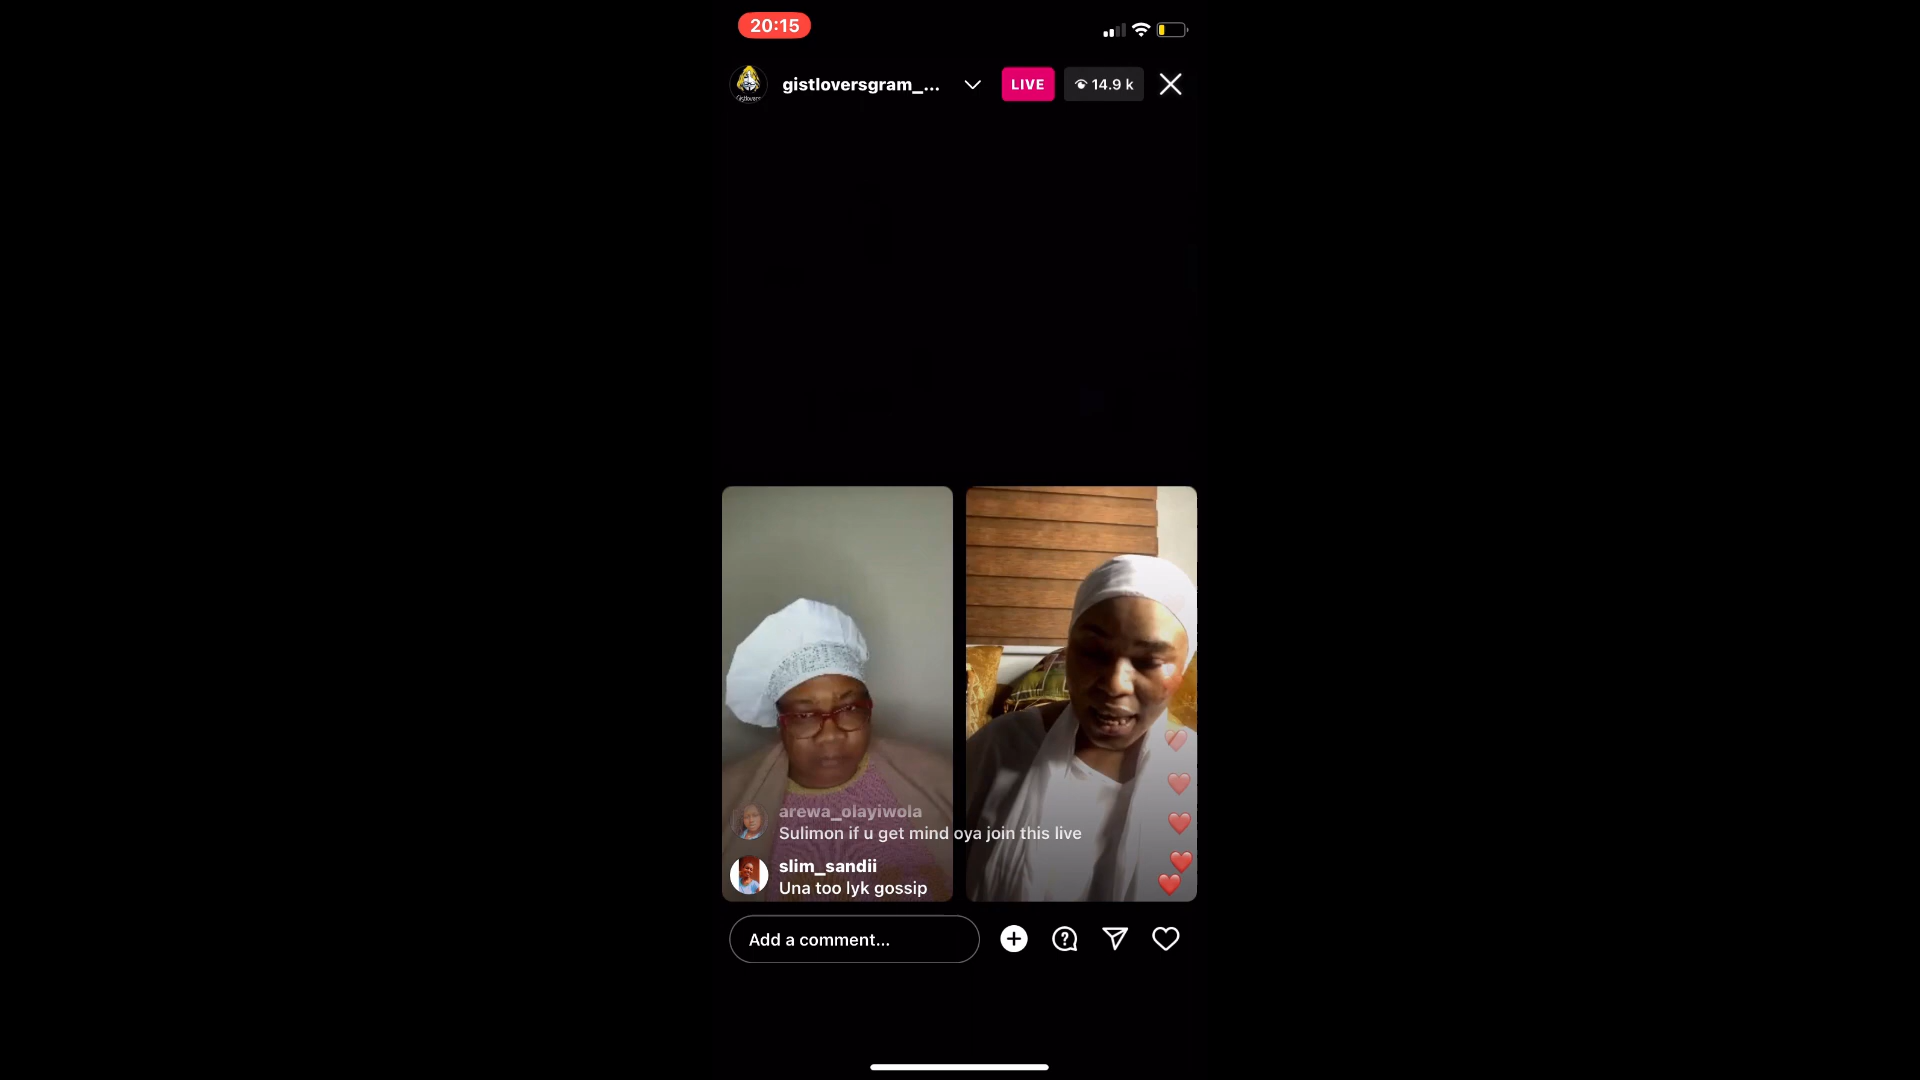 20:15
gistloversgram_...
LIVE
14.9 k
arewa_olayiwola
Sulimon if u get mind oya join this live
slim_sandii
Una too lyk gossip
Add a comment...